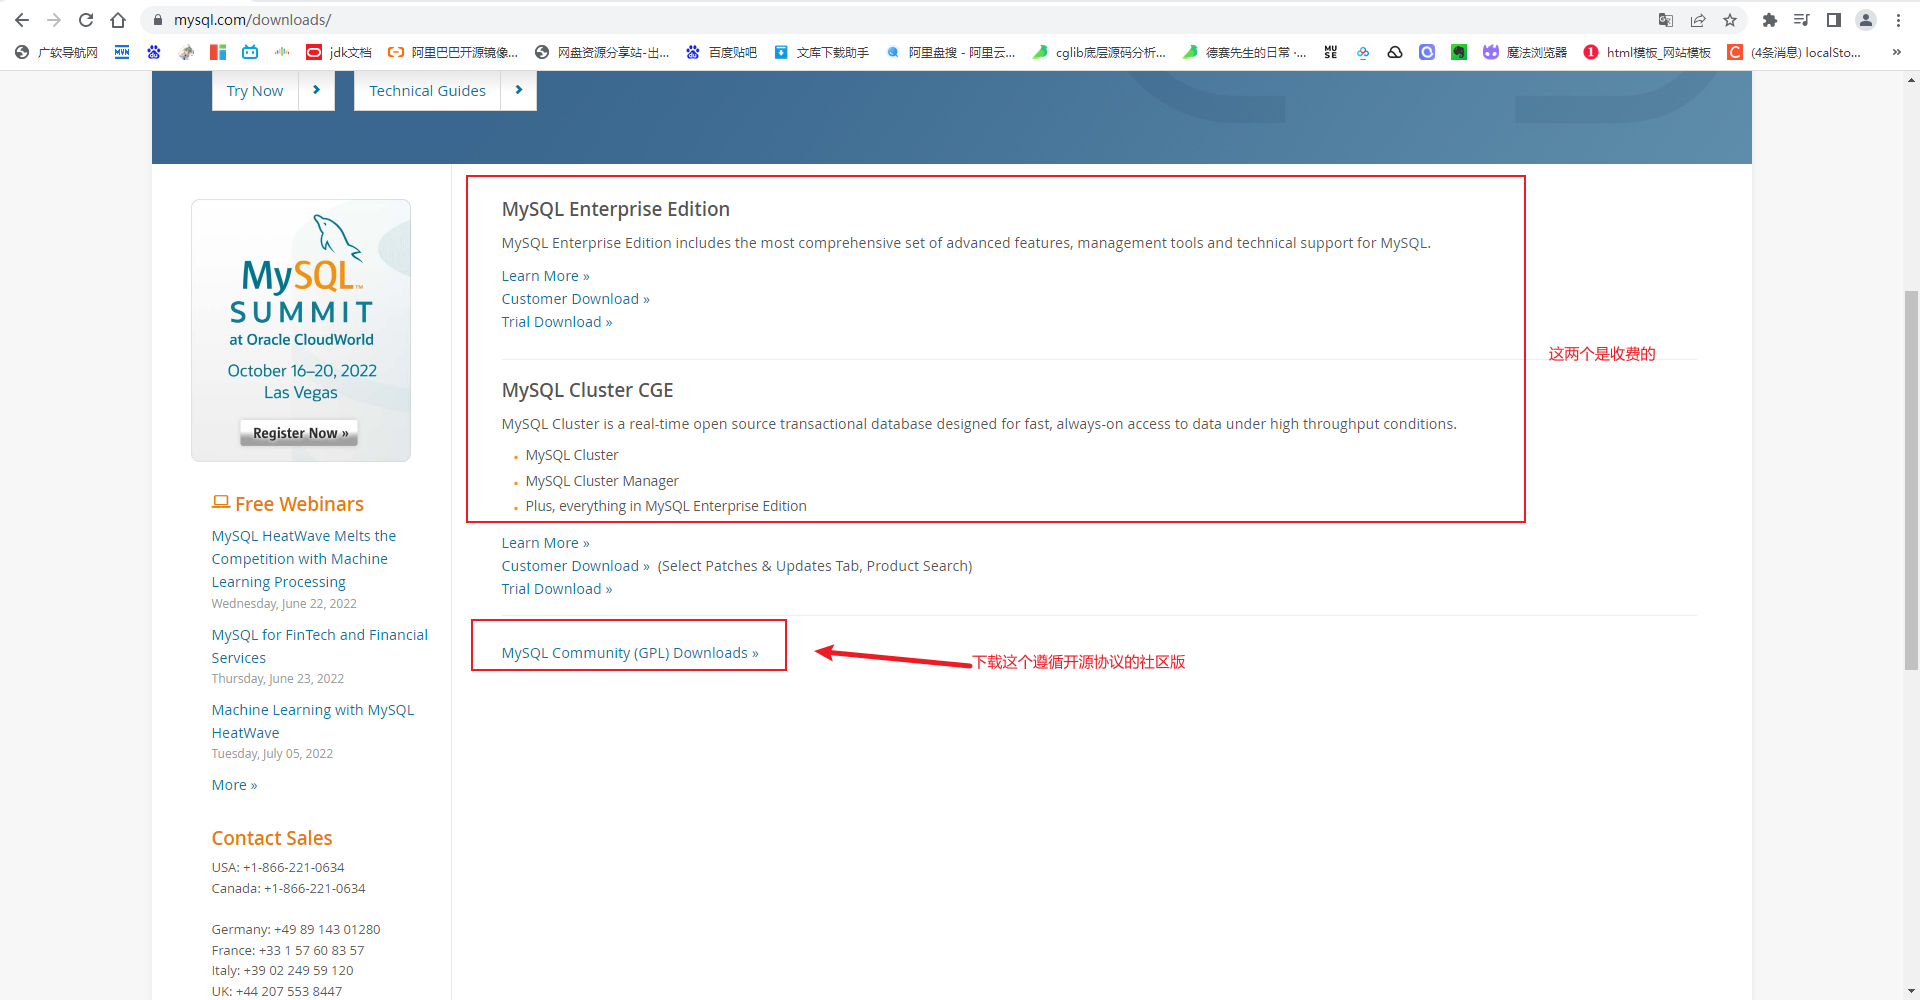 mysql.com/downloads/
广软导航网
jdk文档
阿里巴巴开源镜像...
网盘资源分享站-出...
百度贴吧
文库下载助手
阿里盘搜 - 阿里云...
cglib底层源码分析...
德赛先生的日常 ·...
MU
SE
魔法浏览器
html模板_网站模板
(4条消息) localSto...
»
Try Now
Technical Guides
MySQL™
SUMMIT
at Oracle CloudWorld
October 16–20, 2022
Las Vegas
Register Now »
Free Webinars
MySQL HeatWave Melts the
Competition with Machine
Learning Processing
Wednesday, June 22, 2022
MySQL for FinTech and Financial
Services
Thursday, June 23, 2022
Machine Learning with MySQL
HeatWave
Tuesday, July 05, 2022
More »
Contact Sales
USA: +1-866-221-0634
Canada: +1-866-221-0634
Germany: +49 89 143 01280
France: +33 1 57 60 83 57
Italy: +39 02 249 59 120
UK: +44 207 553 8447
MySQL Enterprise Edition
MySQL Enterprise Edition includes the most comprehensive set of advanced features, management tools and technical support for MySQL.
Learn More »
Customer Download »
Trial Download »
这两个是收费的
MySQL Cluster CGE
MySQL Cluster is a real-time open source transactional database designed for fast, always-on access to data under high throughput conditions.
MySQL Cluster
MySQL Cluster Manager
Plus, everything in MySQL Enterprise Edition
Learn More »
Customer Download » (Select Patches & Updates Tab, Product Search)
Trial Download »
MySQL Community (GPL) Downloads »
下载这个遵循开源协议的社区版